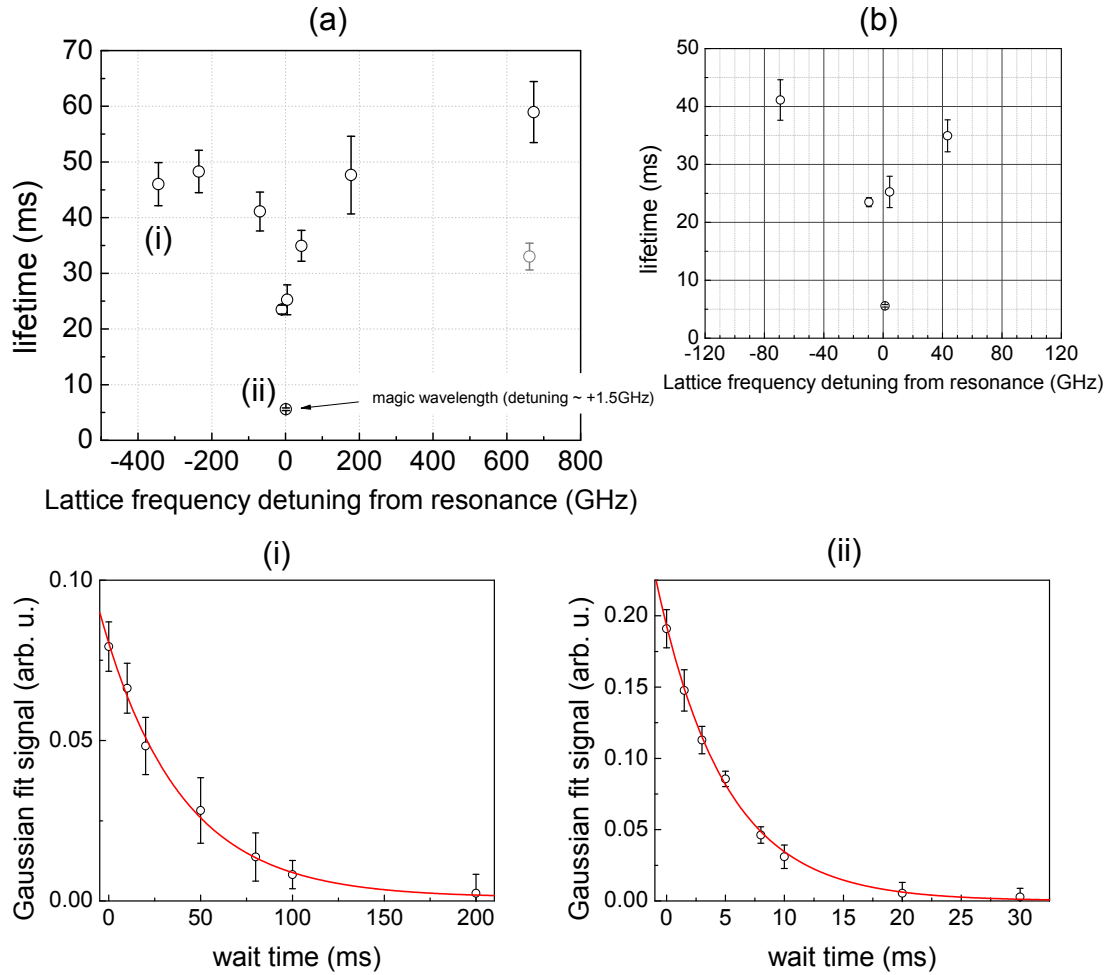 (a)
70
60
50
40
30
20
10
0
lifetime (ms)
(i)
(ii)
magic wavelength (detuning ~ +1.5GHz)
-400 -200 0 200 400 600 800
Lattice frequency detuning from resonance (GHz)
(b)
50
40
30
20
10
0
lifetime (ms)
-120 -80 -40 0 40 80 120
Lattice frequency detuning from resonance (GHz)
(i)
0.10
0.05
0.00
Gaussian fit signal (arb. u.)
0 50 100 150 200
wait time (ms)
(ii)
0.20
0.15
0.10
0.05
0.00
Gaussian fit signal (arb. u.)
0 5 10 15 20 25 30
wait time (ms)